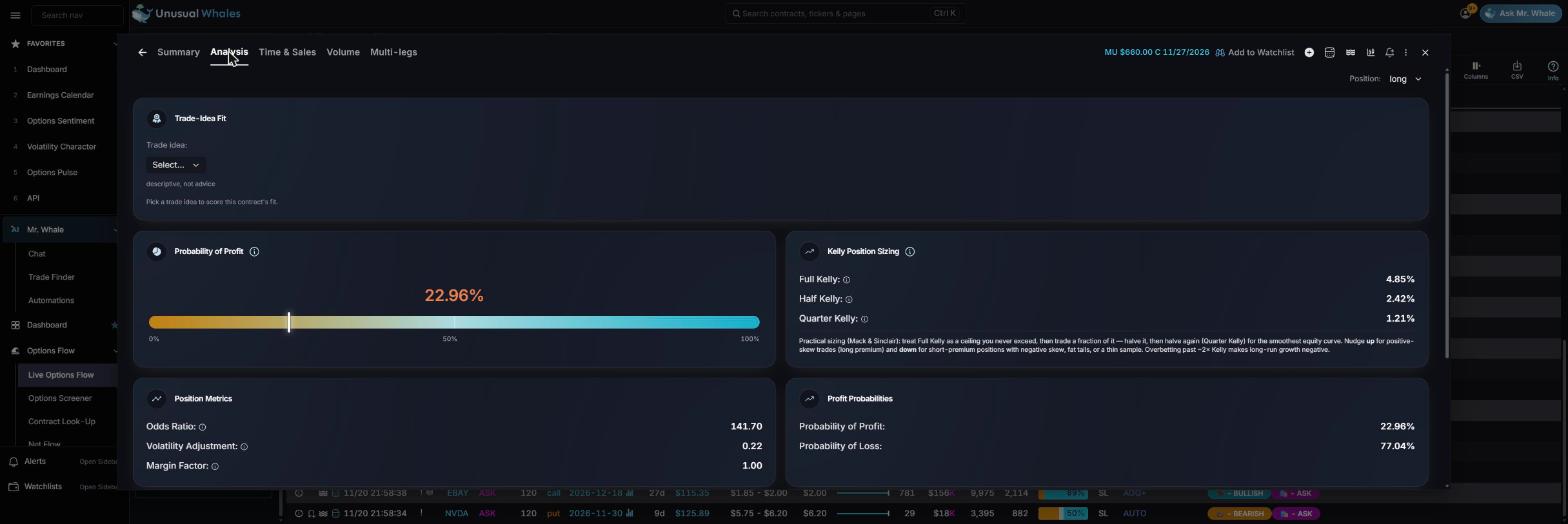 Search nav
Unusual Whales
Search contracts, tickers & pages
Ctrl K
Ask Mr. Whale
FAVORITES
1 Dashboard
2 Earnings Calendar
3 Options Sentiment
4 Volatility Character
5 Options Pulse
6 API
Mr. Whale
Chat
Trade Finder
Automations
Dashboard
Options Flow
Live Options Flow
Options Screener
Contract Look-Up
Net Flow
Alerts
Open Sideba
Watchlists
Open Sideba
Summary
Analysis
Time & Sales
Volume
Multi-legs
MU $660.00 C 11/27/2026
Add to Watchlist
Position: long
Columns
CSV
Info
Trade-Idea Fit
Trade idea:
Select...
descriptive, not advice
Pick a trade idea to score this contract's fit.
Probability of Profit
22.96%
0% 50% 100%
Kelly Position Sizing
Full Kelly: 4.85%
Half Kelly: 2.42%
Quarter Kelly: 1.21%
Practical sizing (Mack & Sinclair): treat Full Kelly as a ceiling you never exceed, then trade a fraction of it — halve it, then halve again (Quarter Kelly) for the smoothest equity curve. Nudge up for positive-
skew trades (long premium) and down for short-premium positions with negative skew, fat tails, or a thin sample. Overbetting past ~2× Kelly makes long-run growth negative.
Position Metrics
Odds Ratio: 141.70
Volatility Adjustment: 0.22
Margin Factor: 1.00
Profit Probabilities
Probability of Profit: 22.96%
Probability of Loss: 77.04%
11/20 21:58:38 EBAY ASK 120 call 2026-12-18 27d $115.35 $1.85 - $2.00 $2.00 781 $156K 9,975 2,114 89% SL - BULLISH - ASK
11/20 21:58:34 ! NVDA ASK 120 put 2026-11-30 9d $125.89 $5.75 - $6.20 $6.20 29 $18K 3,395 882 50% SL AUTO - BEARISH - ASK